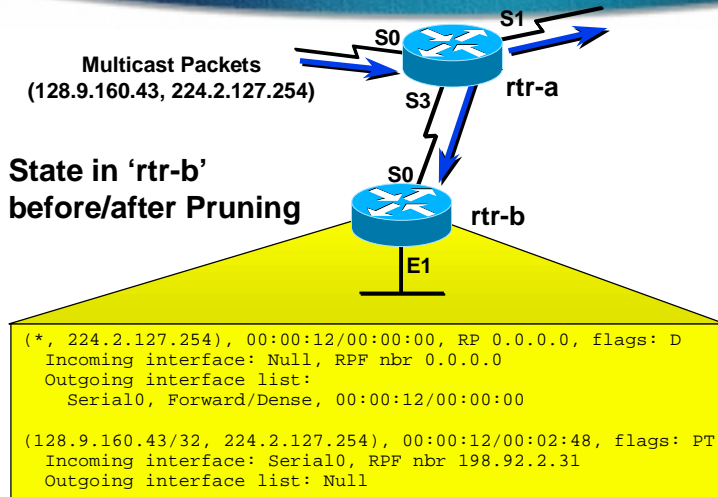 S1
S0
Multicast Packets
(128.9.160.43, 224.2.127.254)
rtr-a
S3
State in ‘rtr-b’
before/after Pruning
S0
rtr-b
E1
(*, 224.2.127.254), 00:00:12/00:00:00, RP 0.0.0.0, flags: D
Incoming interface: Null, RPF nbr 0.0.0.0
Outgoing interface list:
Serial0, Forward/Dense, 00:00:12/00:00:00
(128.9.160.43/32, 224.2.127.254), 00:00:12/00:02:48, flags: PT
Incoming interface: Serial0, RPF nbr 198.92.2.31
Outgoing interface list: Null